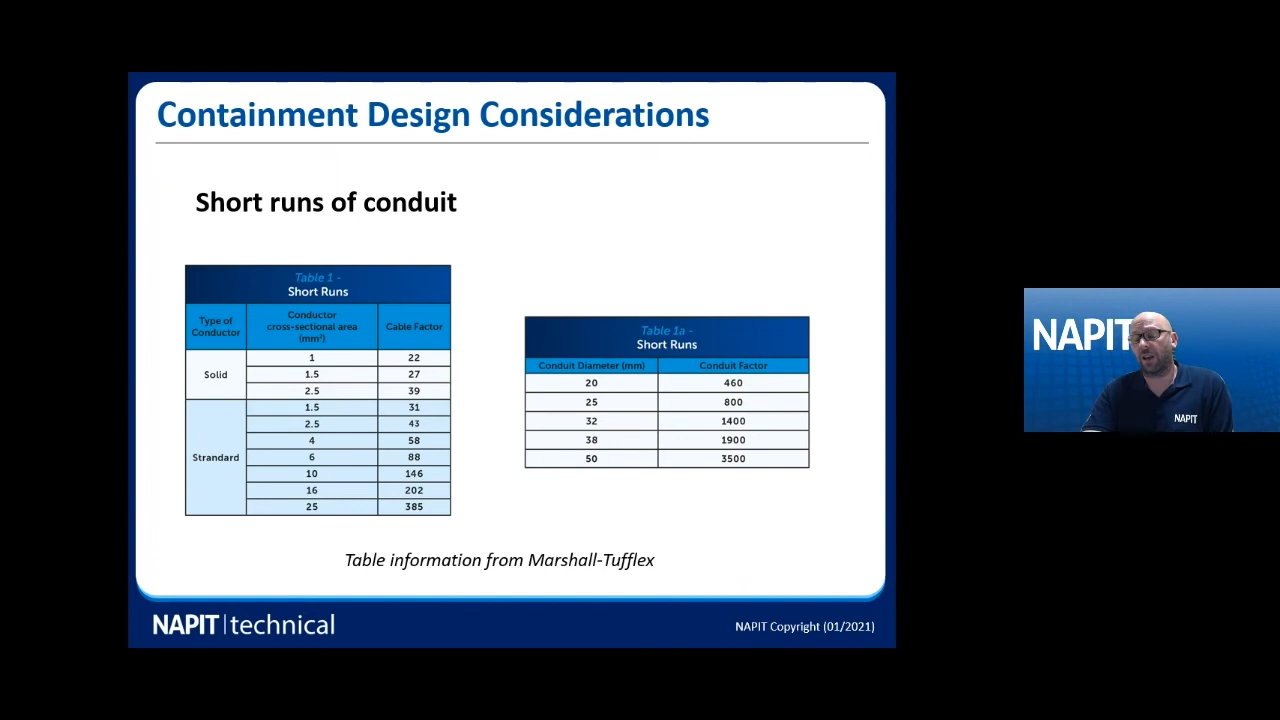 Containment Design Considerations
Short runs of conduit
Table 1 -
Short Runs
Type of Conductor
Conductor cross-sectional area (mm²)
Cable Factor
Solid
1 22
1.5 27
2.5 39
Strandard
1.5 31
2.5 43
4 58
6 88
10 146
16 202
25 385
Table 1a -
Short Runs
Conduit Diameter (mm) Conduit Factor
20 460
25 800
32 1400
38 1900
50 3500
Table information from Marshall-Tufflex
NAPIT technical
NAPIT Copyright (01/2021)
NAPIT
NAPIT